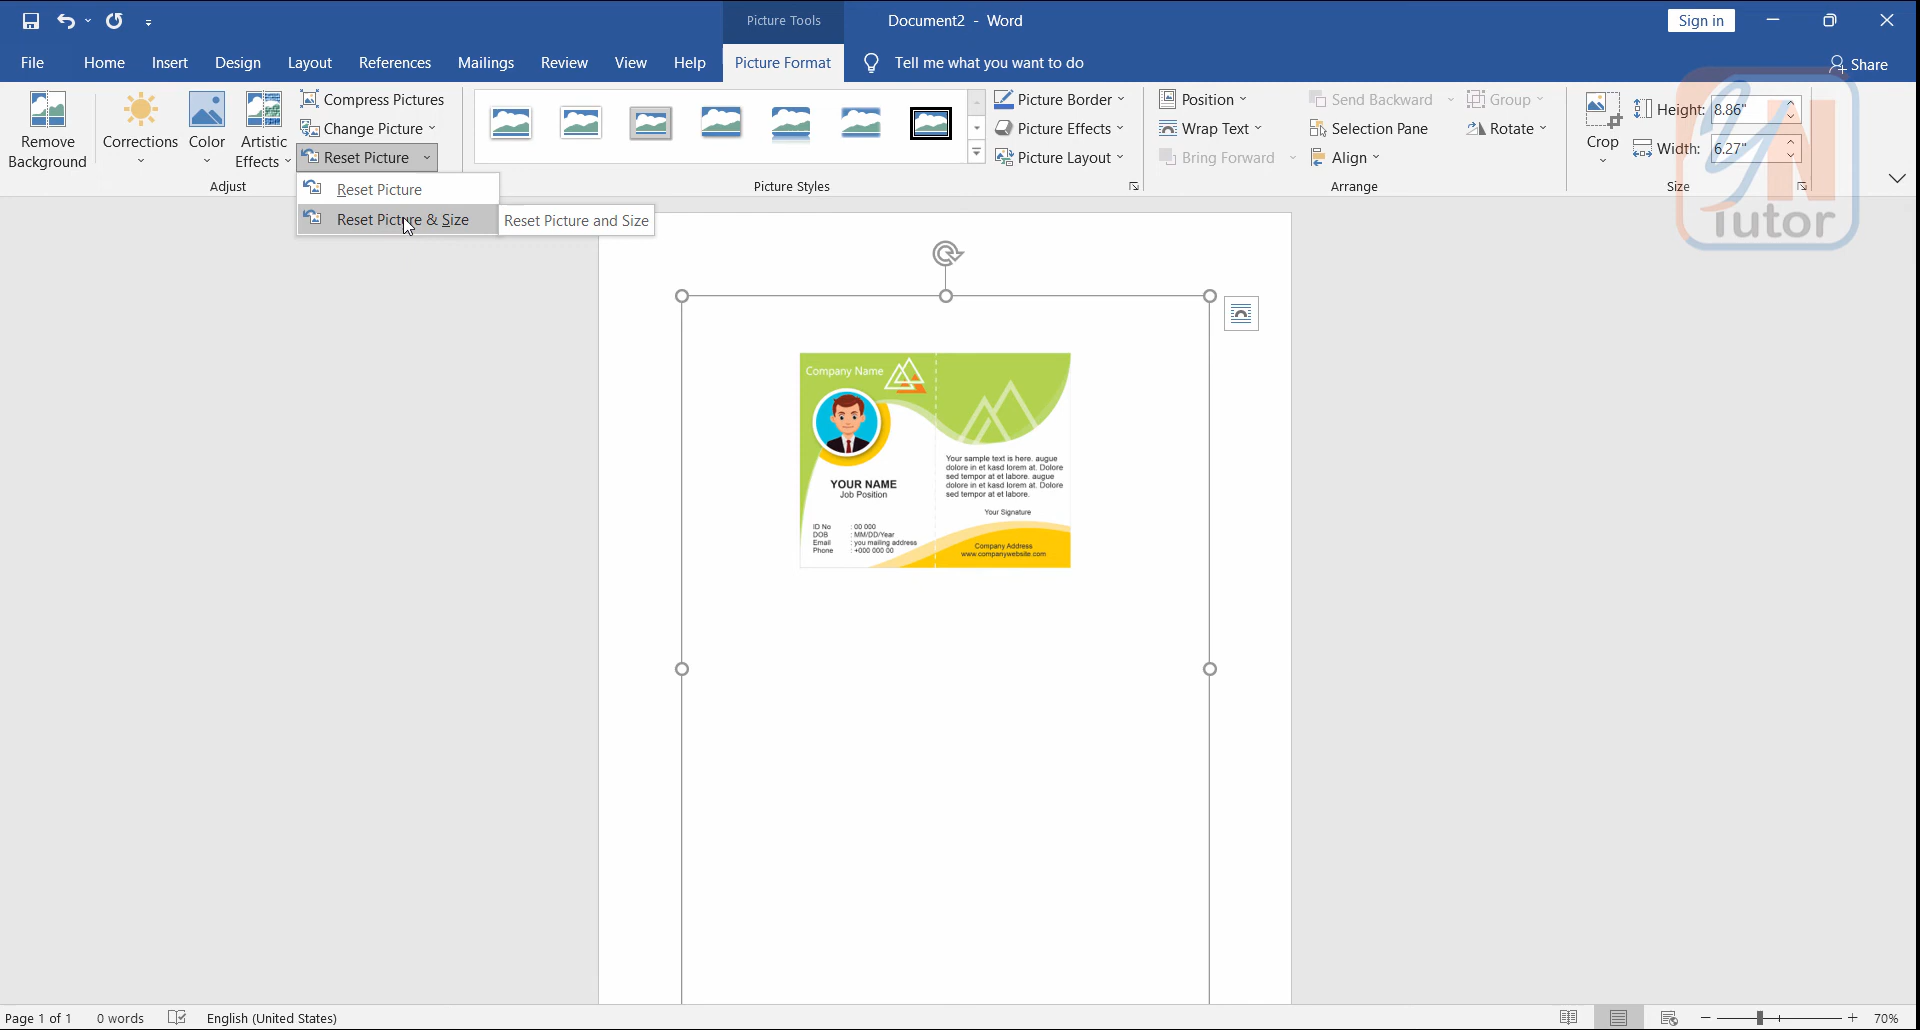 Picture Tools
Document2 - Word
Sign in
File Home Insert Design Layout References Mailings Review View Help Picture Format Tell me what you want to do Share
Remove Background
Corrections
Color
Artistic Effects
Compress Pictures
Change Picture
Reset Picture
Adjust
Picture Styles
Picture Border
Picture Effects
Picture Layout
Position
Wrap Text
Bring Forward
Send Backward
Selection Pane
Align
Group
Rotate
Arrange
Crop
Height: 8.86"
Width: 6.27"
Size
YN
Tutor
Reset Picture
Reset Picture & Size
Reset Picture and Size
Company Name
YOUR NAME
Job Position
ID No : 00 000
DOB : MM/DD/Year
Email : you mailing address
Phone : +000 000 00
Your sample text is here. augue
dolore in et kasd lorem at. Dolore
sed tempor at et labore. augue
dolore in et kasd lorem at. Dolore
sed tempor at et labore.
Your Signature
Company Address
www.companywebsite.com
Page 1 of 1 0 words English (United States) 70%